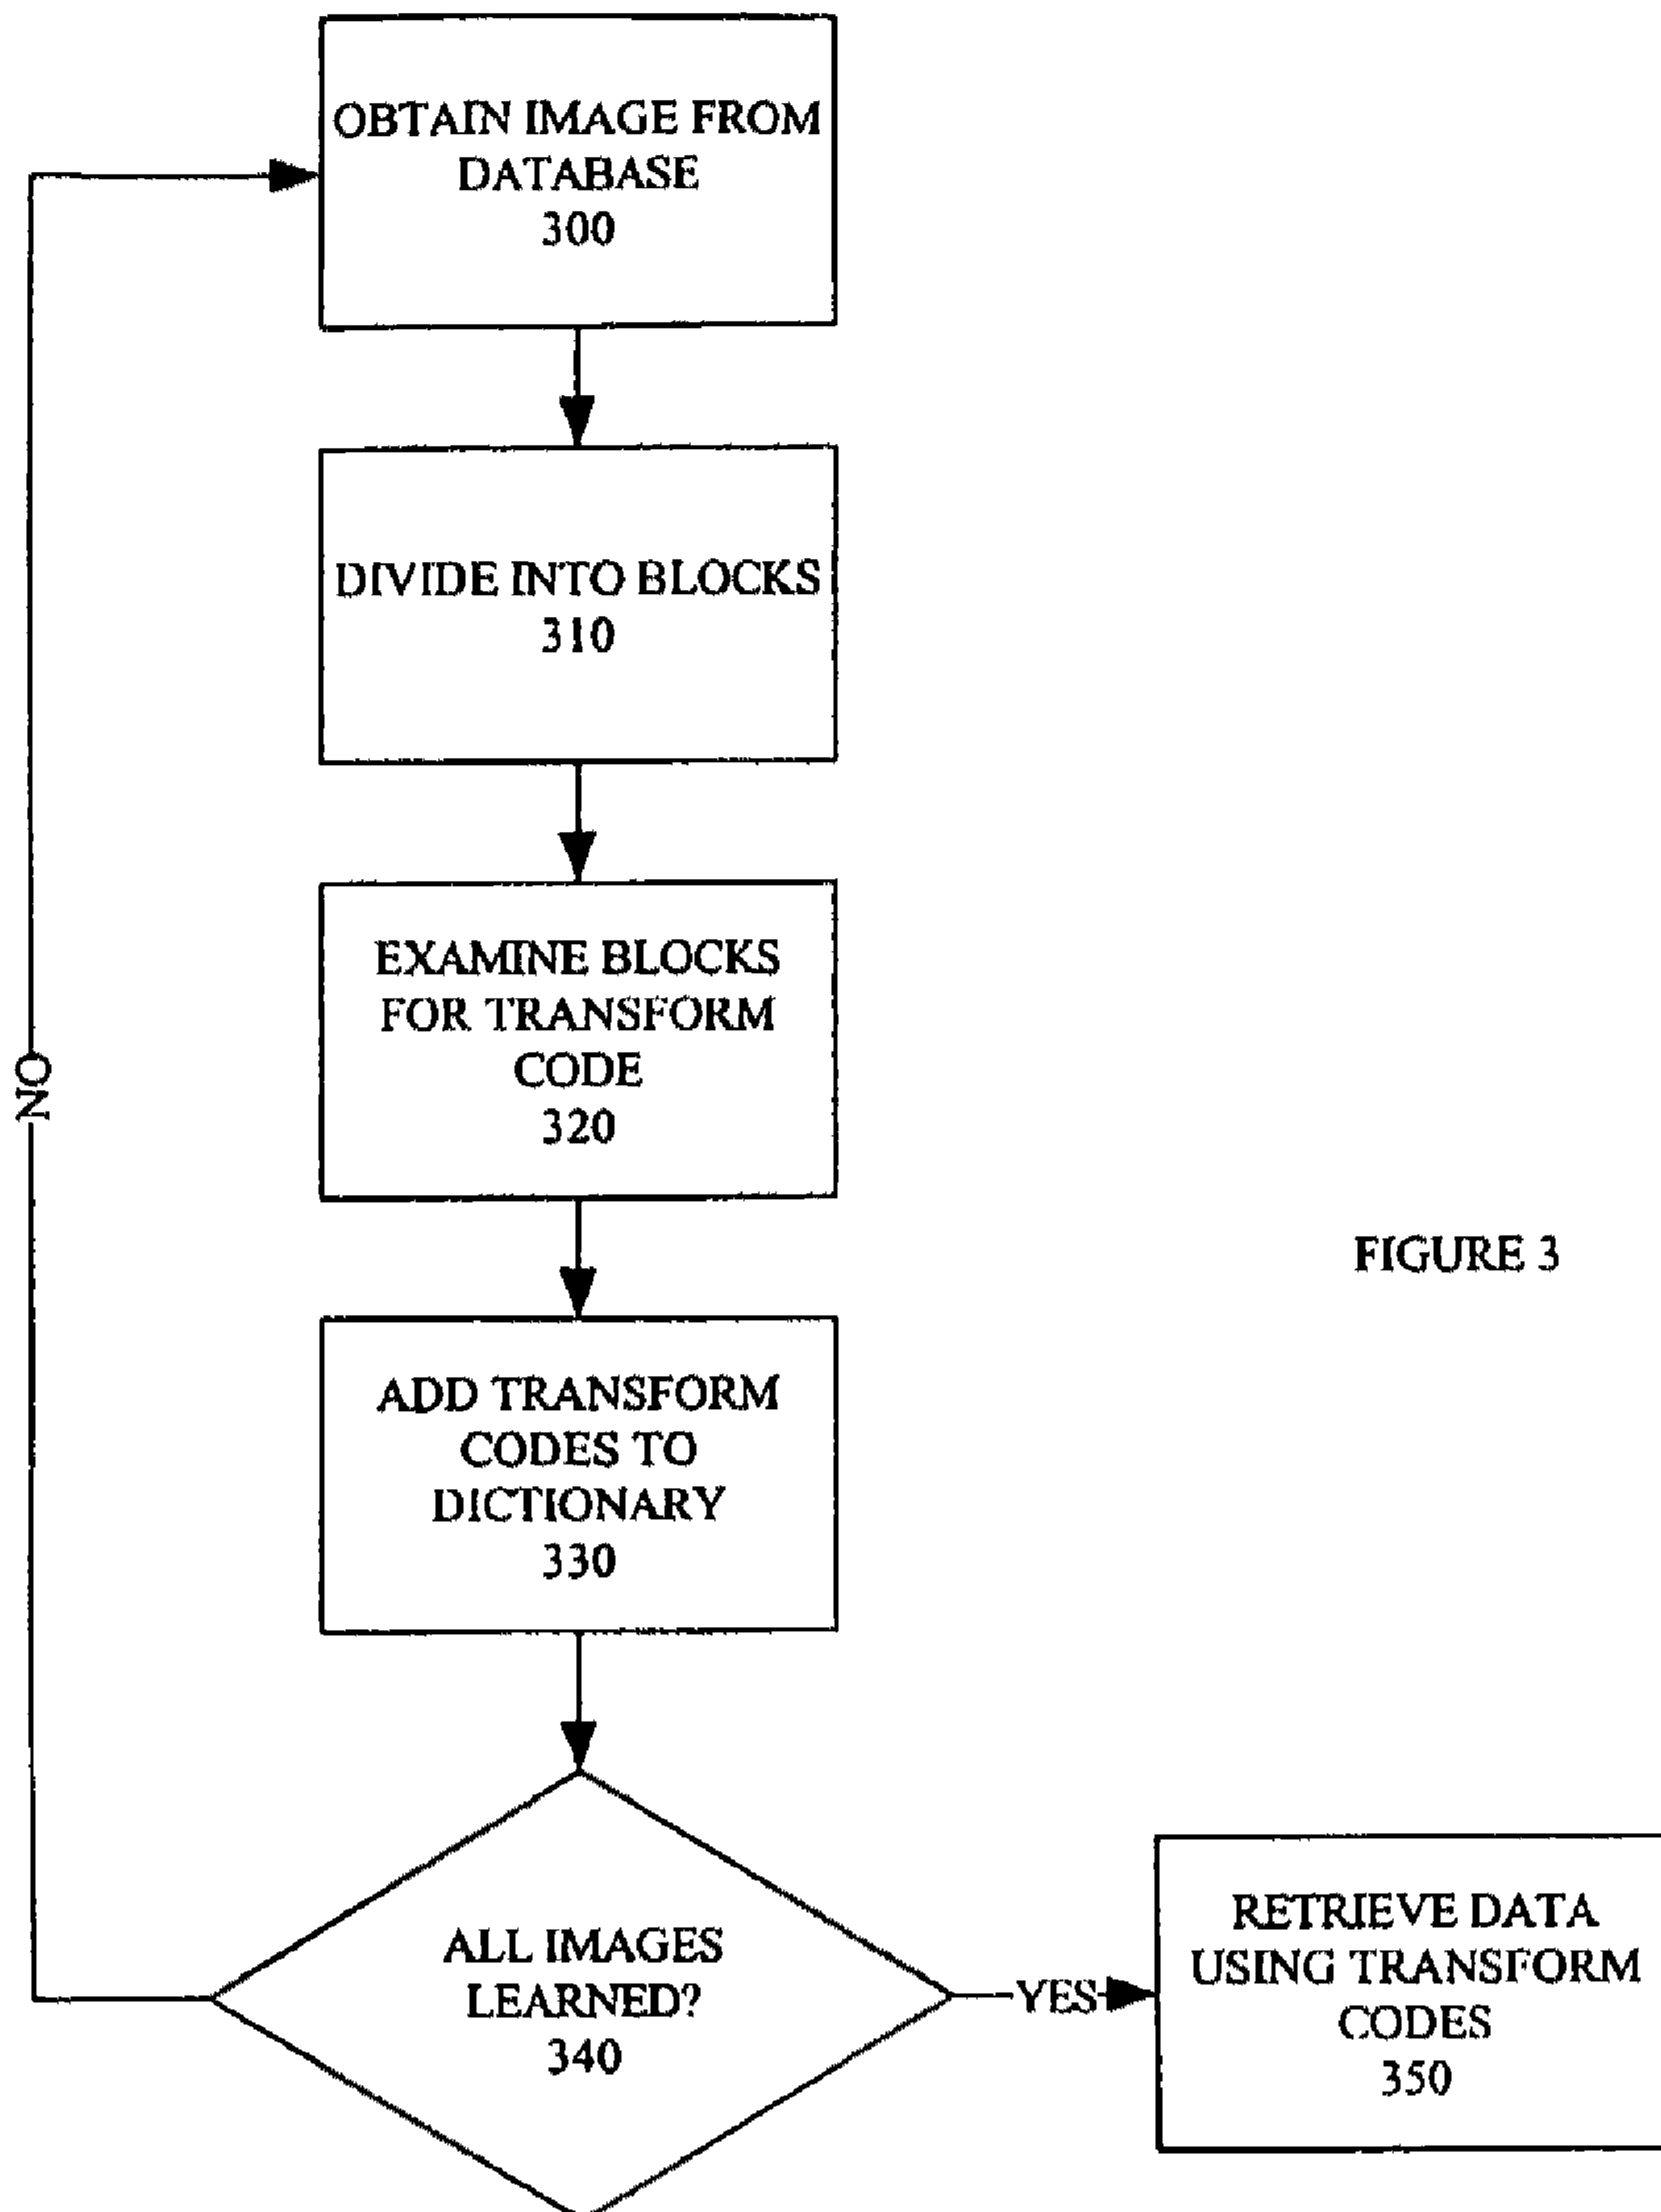 OBTAIN IMAGE FROM
DATABASE
300
DIVIDE INTO BLOCKS
310
EXAMINE BLOCKS
FOR TRANSFORM
CODE
320
NO
FIGURE 3
ADD TRANSFORM
CODES TO
DICTIONARY
330
ALL IMAGES
LEARNED?
340
YES
RETRIEVE DATA
USING TRANSFORM
CODES
350